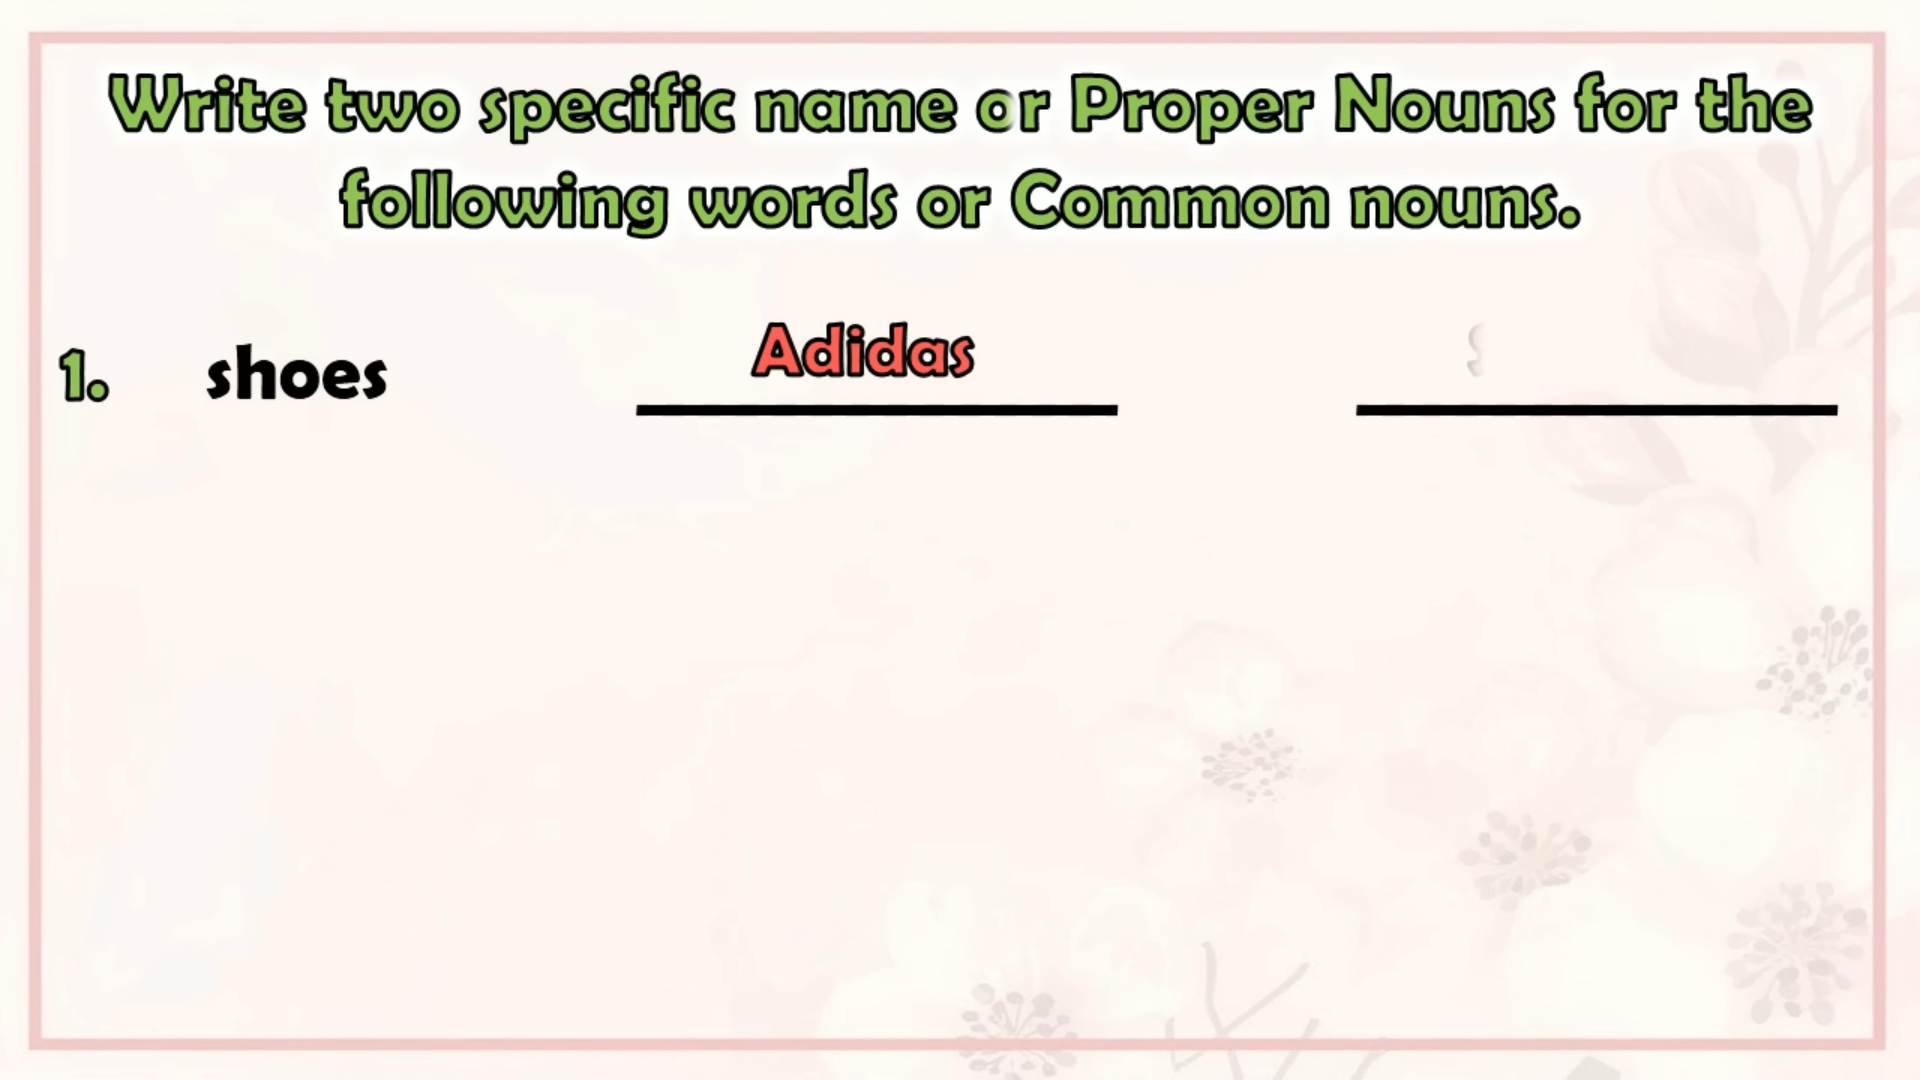 Write two specific name or Proper Nouns for the
following words or Common nouns.
1. shoes Adidas